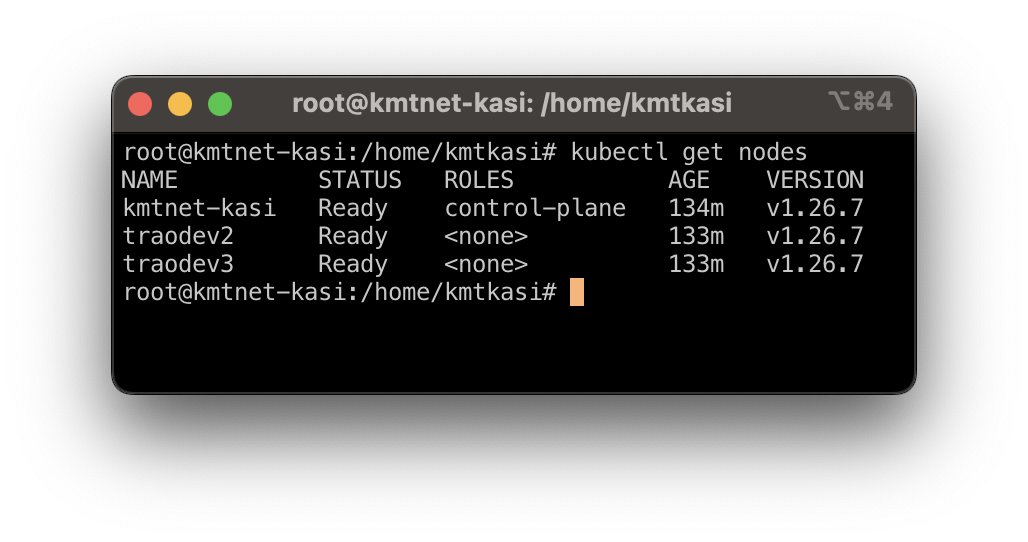 root@kmtnet-kasi: /home/kmtkasi ⌥⌘4
root@kmtnet-kasi:/home/kmtkasi# kubectl get nodes
NAME STATUS ROLES AGE VERSION
kmtnet-kasi Ready control-plane 134m v1.26.7
traodev2 Ready <none> 133m v1.26.7
traodev3 Ready <none> 133m v1.26.7
root@kmtnet-kasi:/home/kmtkasi#